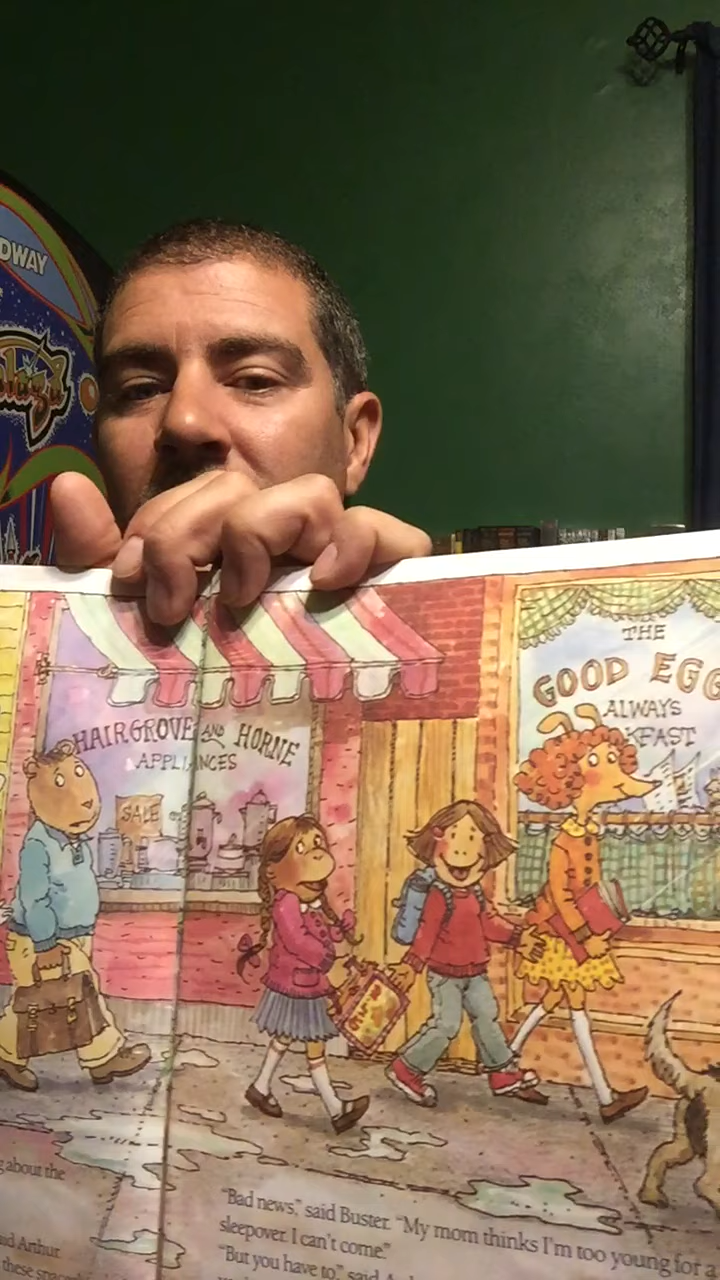 DWAY
HAIRGROVE AND HORNE
APPLIANCES
SALE
THE
GOOD EGG
ALWAYS
KFAST
g about the
"Bad news," said Buster. "My mom thinks I'm too young for a
sleepover. I can't come."
aid Arthur.
"But you have to," said
these